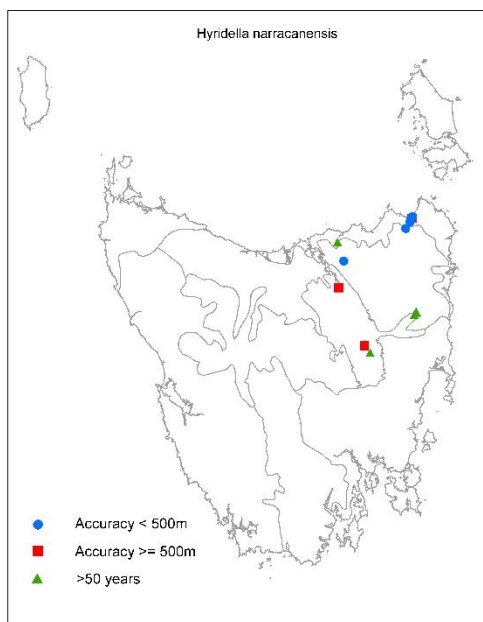 Hyridella narracanensis
Accuracy < 500m
Accuracy >= 500m
>50 years